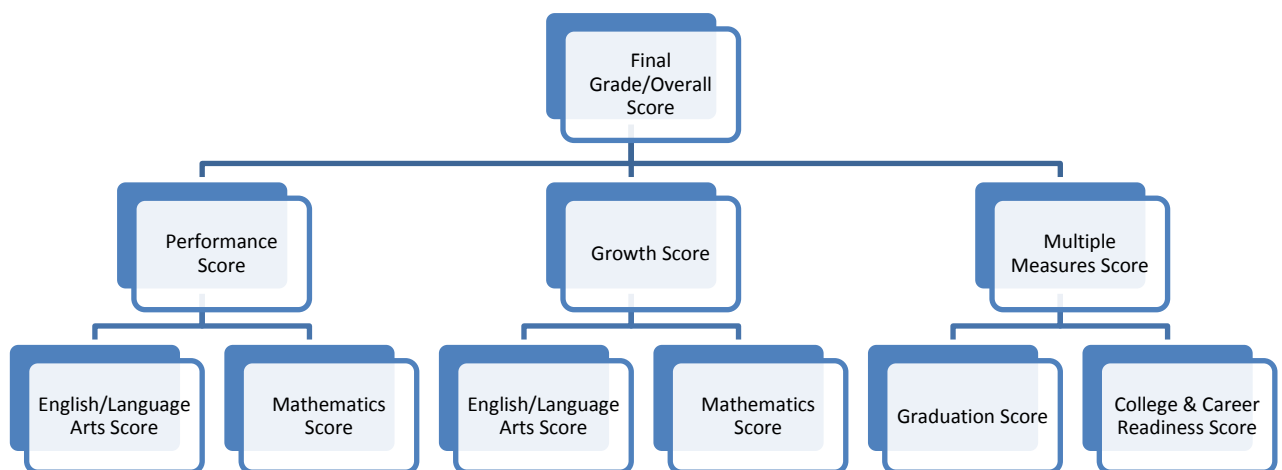 Final
Grade/Overall
Score
Performance
Score
Growth Score
Multiple
Measures Score
English/Language
Arts Score
Mathematics
Score
English/Language
Arts Score
Mathematics
Score
Graduation Score
College & Career
Readiness Score